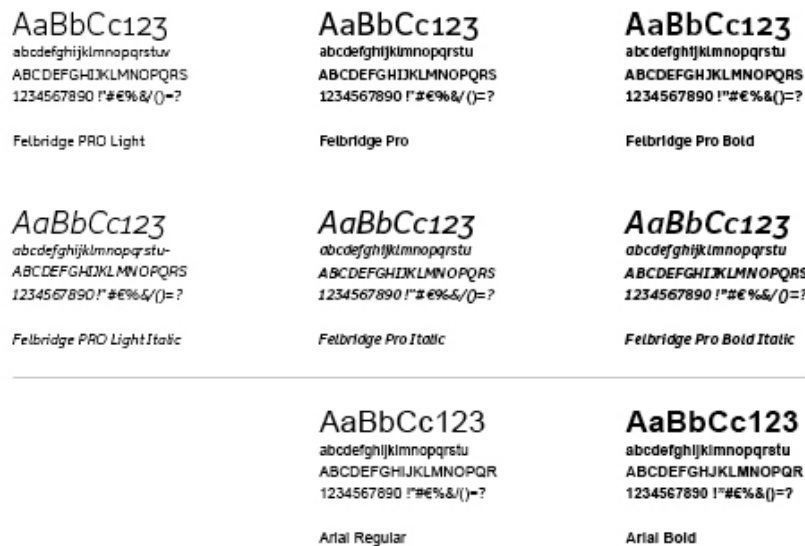 AaBbCc123
abcdefghijklmnopqrstuv
ABCDEFGHIJKLMNOPQRS
1234567890 !"#€%&/()=?
Felbridge PRO Light
AaBbCc123
abcdefghijklmnopqrstu
ABCDEFGHIJKLMNOPQRS
1234567890 !"#€%&/()=?
Felbridge Pro
AaBbCc123
abcdefghijklmnopqrstu
ABCDEFGHJKLMNOPQRS
1234567890 !"#€%&()=?
Felbridge Pro Bold
AaBbCc123
abcdefghijklmnopqrstu-
ABCDEFGHIJKLMNOPQRS
1234567890!"#€%&/()=?
Felbridge PRO Light Italic
AaBbCc123
abcdefghijklmnopqrstu
ABCDEFGHIJKLMNOPQRS
1234567890 !"#€%&/()=?
Felbridge Pro Italic
AaBbCc123
abcdefghijklmnopqrstu
ABCDEFGHIJKLMNOPQRS
1234567890 !"#€%&/()=?
Felbridge Pro Bold Italic
AaBbCc123
abcdefghijklmnopqrstu
ABCDEFGHIJKLMNOPQR
1234567890 !"#€%&/()=?
Arial Regular
AaBbCc123
abcdefghijklmnopqrstu
ABCDEFGHJKLMNOPQR
1234567890 !"#€%&()=?
Arial Bold